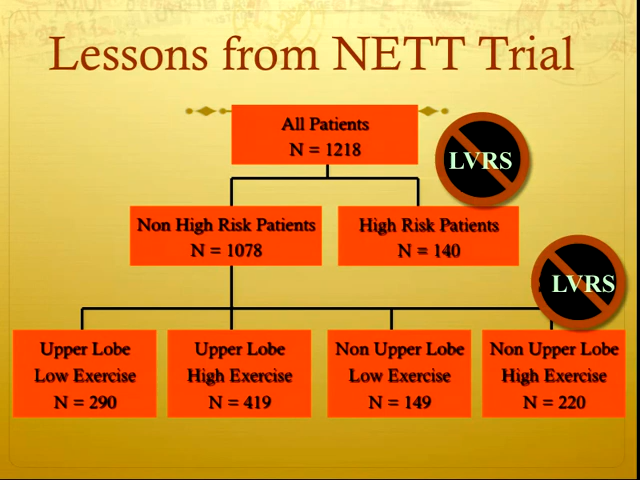 Lessons from NETT Trial
All Patients
N = 1218
LVRS
Non High Risk Patients
N = 1078
High Risk Patients
N = 140
LVRS
Upper Lobe
Low Exercise
N = 290
Upper Lobe
High Exercise
N = 419
Non Upper Lobe
Low Exercise
N = 149
Non Upper Lobe
High Exercise
N = 220